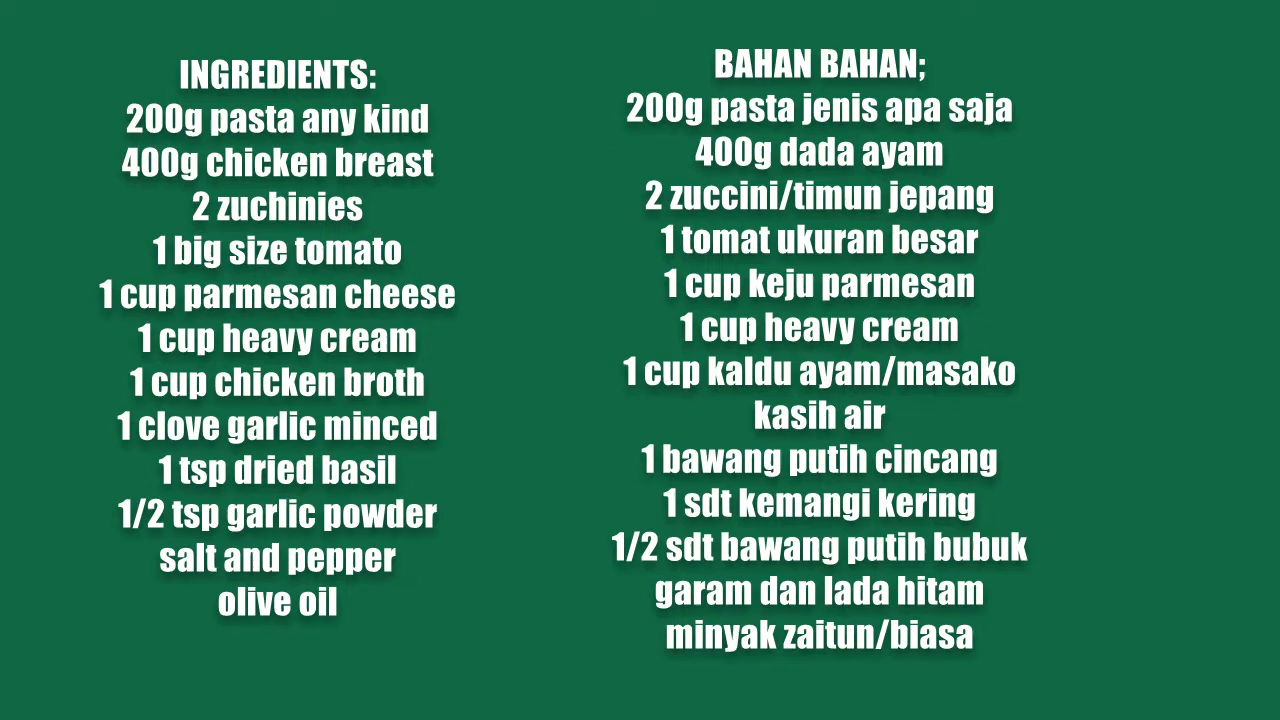 INGREDIENTS:
200g pasta any kind
400g chicken breast
2 zuchinies
1 big size tomato
1 cup parmesan cheese
1 cup heavy cream
1 cup chicken broth
1 clove garlic minced
1 tsp dried basil
1/2 tsp garlic powder
salt and pepper
olive oil
BAHAN BAHAN;
200g pasta jenis apa saja
400g dada ayam
2 zuccini/timun jepang
1 tomat ukuran besar
1 cup keju parmesan
1 cup heavy cream
1 cup kaldu ayam/masako
kasih air
1 bawang putih cincang
1 sdt kemangi kering
1/2 sdt bawang putih bubuk
garam dan lada hitam
minyak zaitun/biasa